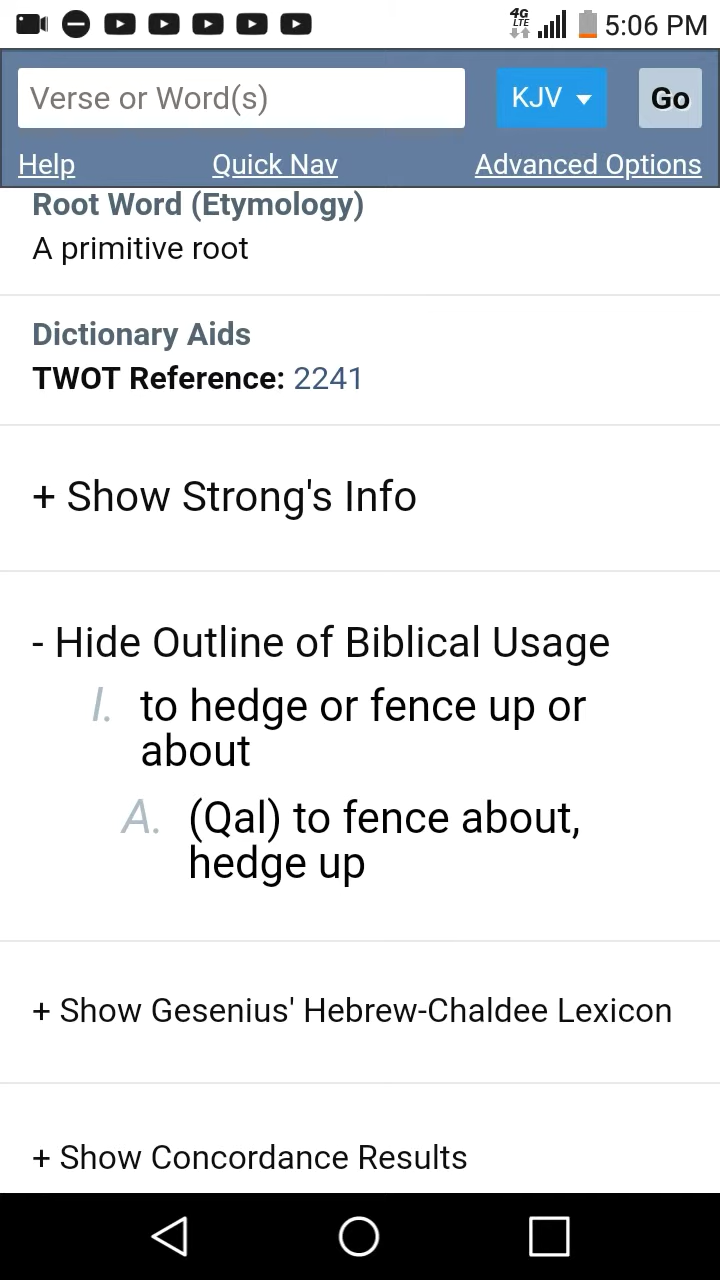 4G
LTE
5:06 PM
Verse or Word(s)
KJV
Go
Help
Quick Nav
Advanced Options
Root Word (Etymology)
A primitive root
Dictionary Aids
TWOT Reference: 2241
+ Show Strong's Info
- Hide Outline of Biblical Usage
I. to hedge or fence up or
about
A. (Qal) to fence about,
hedge up
+ Show Gesenius' Hebrew-Chaldee Lexicon
+ Show Concordance Results